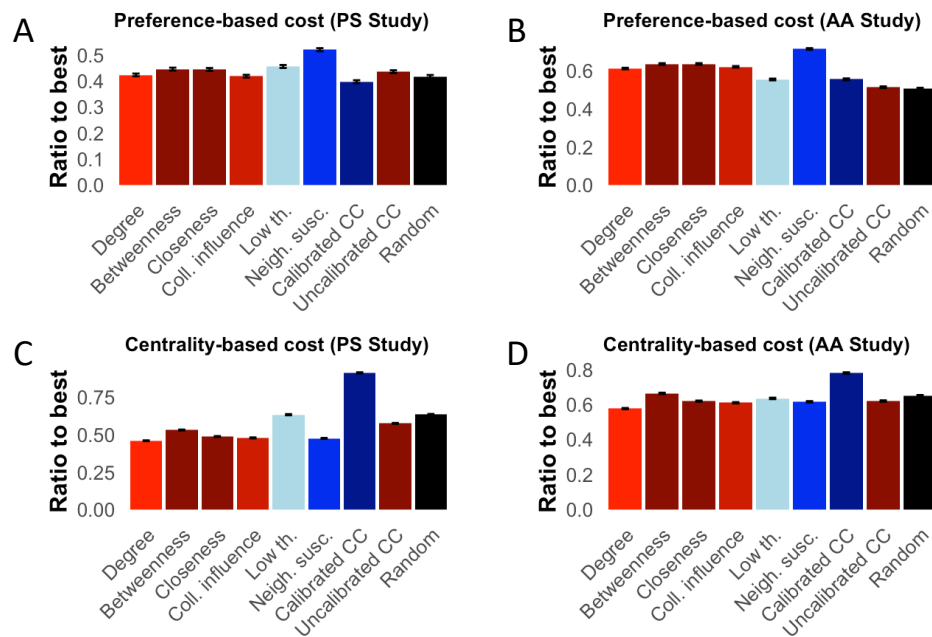 A
Preference-based cost (PS Study)
Ratio to best
0.5
0.4
0.3
0.2
0.1
0.0
Degree
Betweenness
Closeness
Coll. influence
Low th.
Neigh. susc.
Calibrated CC
Uncalibrated CC
Random
B
Preference-based cost (AA Study)
Ratio to best
0.6
0.4
0.2
0.0
Degree
Betweenness
Closeness
Coll. influence
Low th.
Neigh. susc.
Calibrated CC
Uncalibrated CC
Random
C
Centrality-based cost (PS Study)
Ratio to best
0.75
0.50
0.25
0.00
Degree
Betweenness
Closeness
Coll. influence
Low th.
Neigh. susc.
Calibrated CC
Uncalibrated CC
Random
D
Centrality-based cost (AA Study)
Ratio to best
0.8
0.6
0.4
0.2
0.0
Degree
Betweenness
Closeness
Coll. influence
Low th.
Neigh. susc.
Calibrated CC
Uncalibrated CC
Random